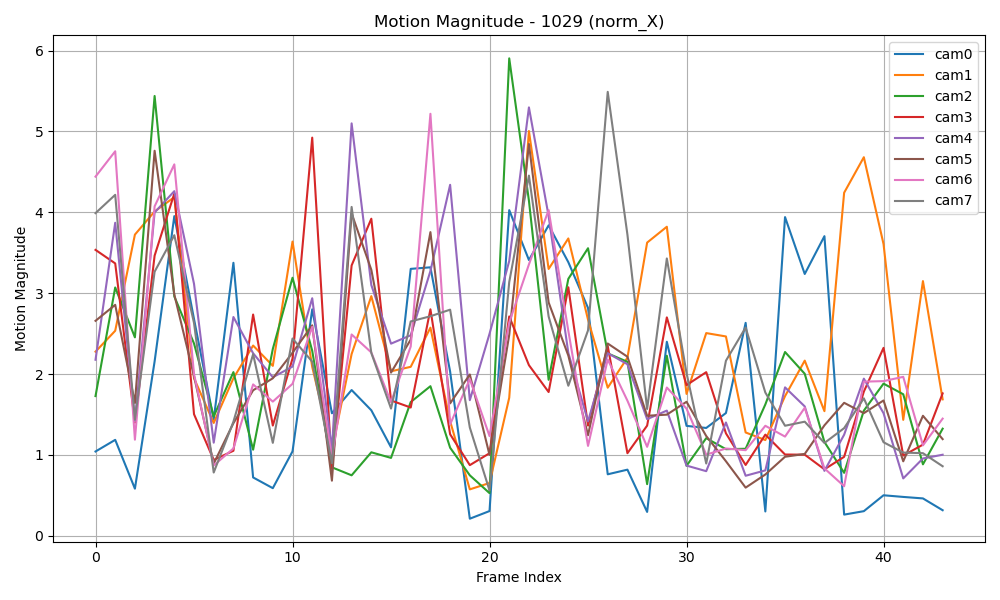 Motion Magnitude - 1029 (norm_X)
cam0
cam1
cam2
cam3
cam4
cam5
cam6
cam7
Motion Magnitude
6
5
4
3
2
1
0
0 10 20 30 40
Frame Index